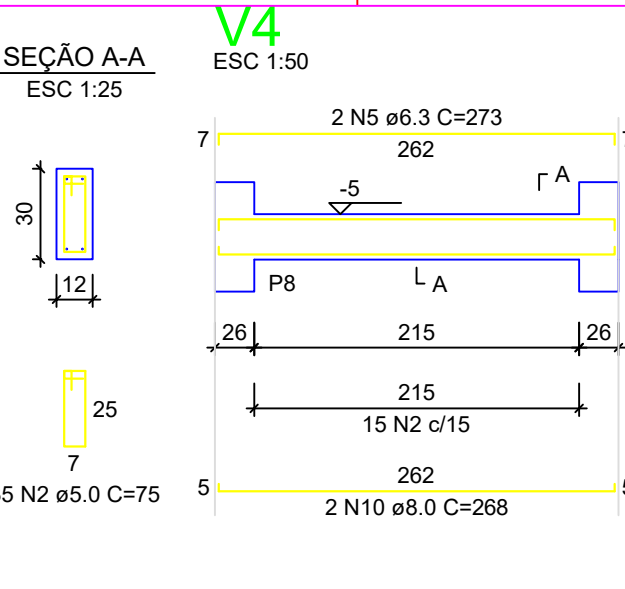 V4
ESC 1:50
SEÇÃO A-A
ESC 1:25
2 N5 ø6.3 C=273
7
262
A
-5
30
12
P8
A
26
215
26
215
15 N2 c/15
25
7
5 N2 ø5.0 C=75
5
262
2 N10 ø8.0 C=268